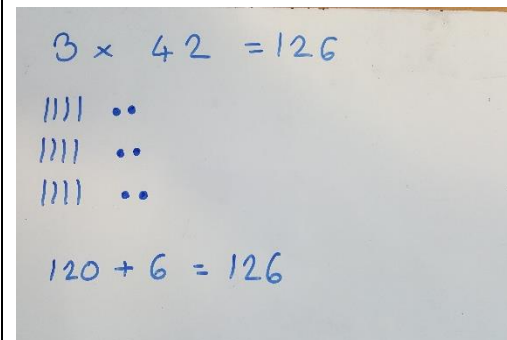 3 × 42 = 126
|||| ••
|||| ••
|||| ••
120 + 6 = 126